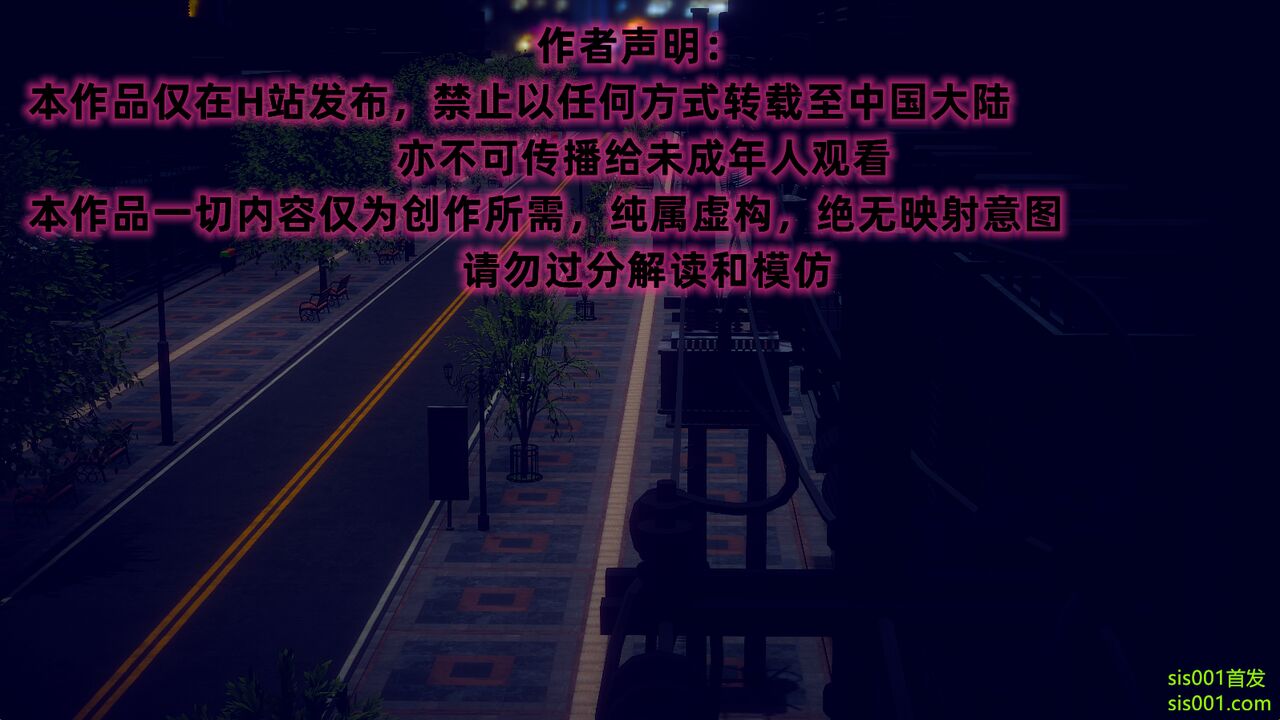 作者声明：
本作品仅在H站发布，禁止以任何方式转载至中国大陆
亦不可传播给未成年人观看
本作品一切内容仅为创作所需，纯属虚构，绝无映射意图
请勿过分解读和模仿
sis001首发
sis001.com